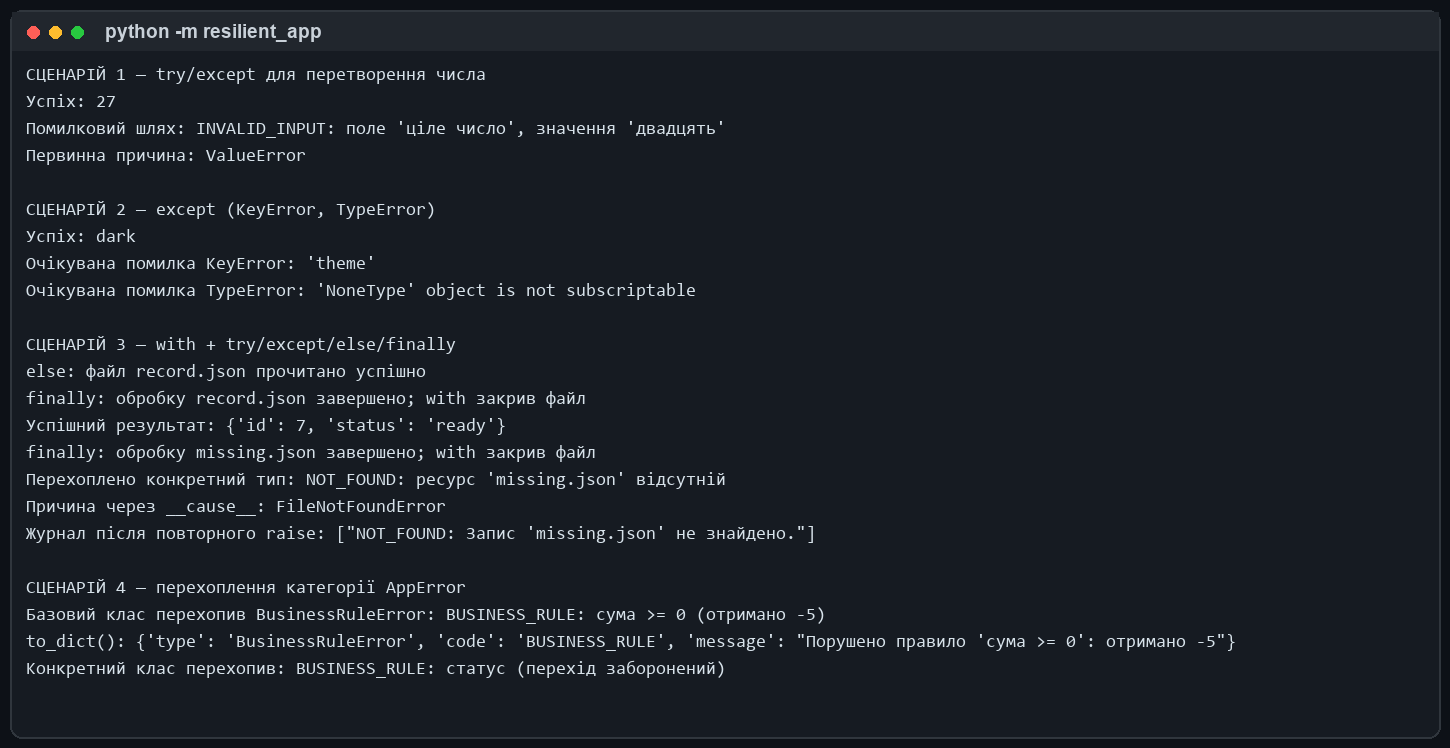 python -m resilient_app
СЦЕНАРІЙ 1 — try/except для перетворення числа
Успіх: 27
Помилковий шлях: INVALID_INPUT: поле 'ціле число', значення 'двадцять'
Первинна причина: ValueError
СЦЕНАРІЙ 2 — except (KeyError, TypeError)
Успіх: dark
Очікувана помилка KeyError: 'theme'
Очікувана помилка TypeError: 'NoneType' object is not subscriptable
СЦЕНАРІЙ 3 — with + try/except/else/finally
else: файл record.json прочитано успішно
finally: обробку record.json завершено; with закрив файл
Успішний результат: {'id': 7, 'status': 'ready'}
finally: обробку missing.json завершено; with закрив файл
Перехоплено конкретний тип: NOT_FOUND: ресурс 'missing.json' відсутній
Причина через __cause__: FileNotFoundError
Журнал після повторного raise: ["NOT_FOUND: Запис 'missing.json' не знайдено."]
СЦЕНАРІЙ 4 — перехоплення категорії AppError
Базовий клас перехопив BusinessRuleError: BUSINESS_RULE: сума >= 0 (отримано -5)
to_dict(): {'type': 'BusinessRuleError', 'code': 'BUSINESS_RULE', 'message': "Порушено правило 'сума >= 0': отримано -5"}
Конкретний клас перехопив: BUSINESS_RULE: статус (перехід заборонений)